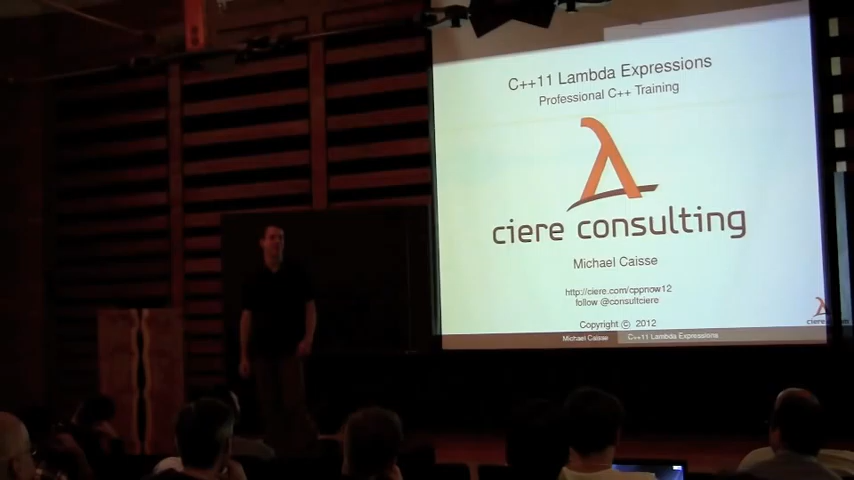 C++11 Lambda Expressions
Professional C++ Training
ciere consulting
Michael Caisse
http://ciere.com/cppnow12
follow @consultciere
Copyright © 2012
Michael Caisse C++11 Lambda Expressions